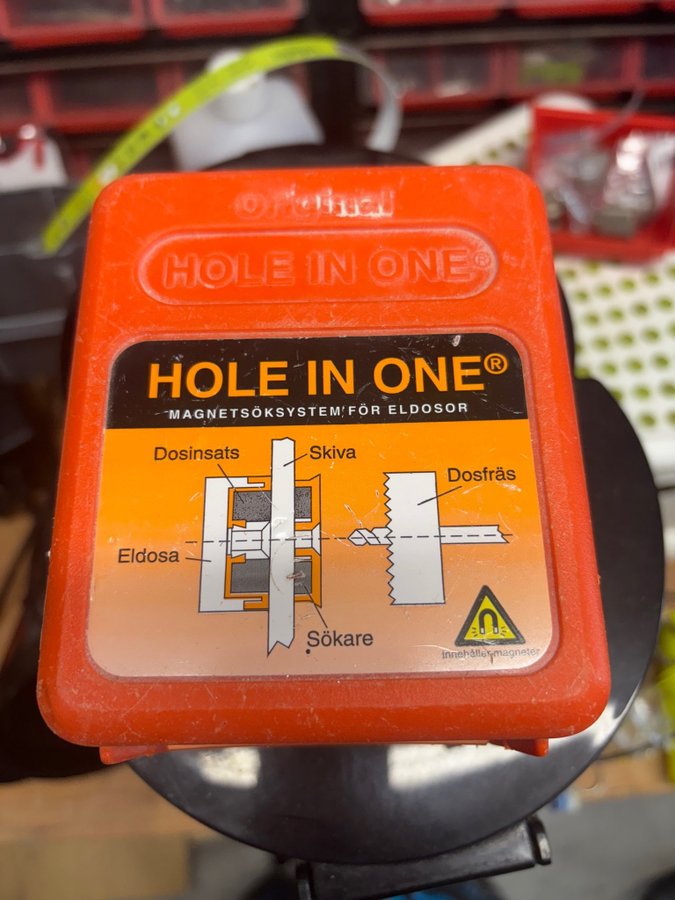 Original
HOLE IN ONE®
HOLE IN ONE®
MAGNETSÖKSYSTEM FÖR ELDOSOR
Dosinsats
Skiva
Dosfräs
Eldosa
Sökare
Innehåller magneter